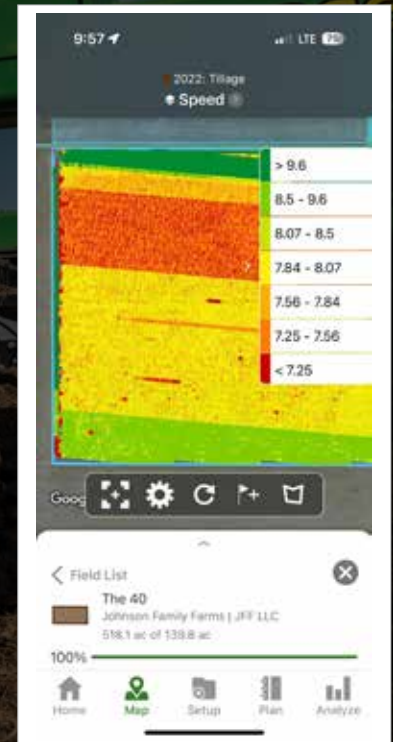 9:57
LTE 75
2022: Tillage
Speed
> 9.6
8.5 - 9.6
8.07 - 8.5
7.84 - 8.07
7.56 - 7.84
7.25 - 7.56
< 7.25
Goog
Field List
The 40
Johnson Family Farms | JFF LLC
518.1 ac of 139.8 ac
100%
Home
Map
Setup
Plan
Analyze